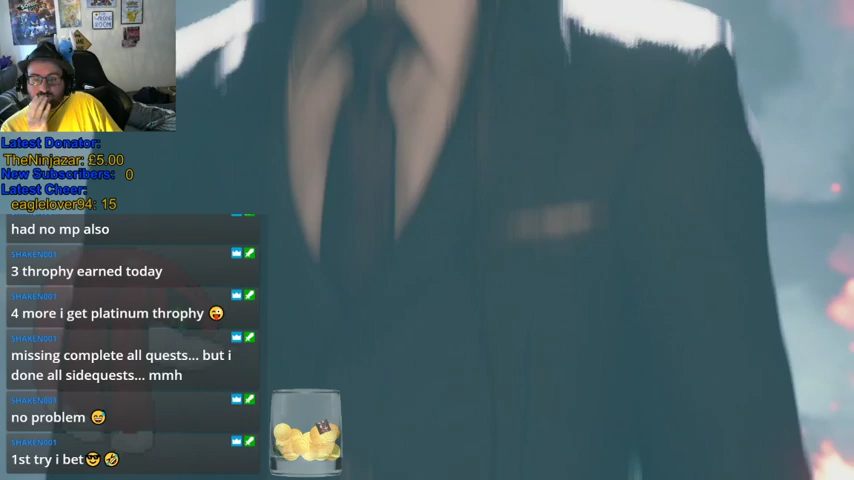 Latest Donator:
TheNinjazar: £5.00
New Subscribers: 0
Latest Cheer:
eaglelover94: 15
had no mp also
SHAKEN001
3 throphy earned today
SHAKEN001
4 more i get platinum throphy 😜
SHAKEN001
missing complete all quests... but i
done all sidequests... mmh
SHAKEN001
no problem 😅
SHAKEN001
1st try i bet😎🤣